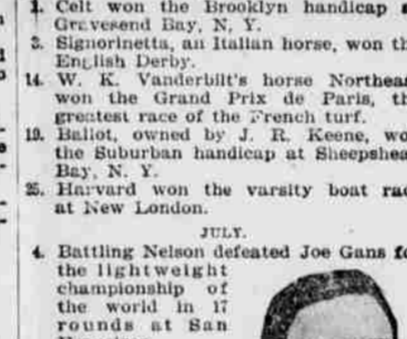 1. Celt won the Brooklyn handicap a
Gravesend Bay, N. Y.
3. Signorinetta, an Italian horse, won th
English Derby.
14. W. K. Vanderbilt's horse Northeas
won the Grand Prix de Paris, th
greatest race of the French turf.
19. Ballot, owned by J. R. Keene, wo
the Suburban handicap at Sheepshea
Bay, N. Y.
25. Harvard won the varsity boat rac
at New London.
JULY.
4. Battling Nelson defeated Joe Gans fo
the lightweight
championship of
the world in 17
rounds at San